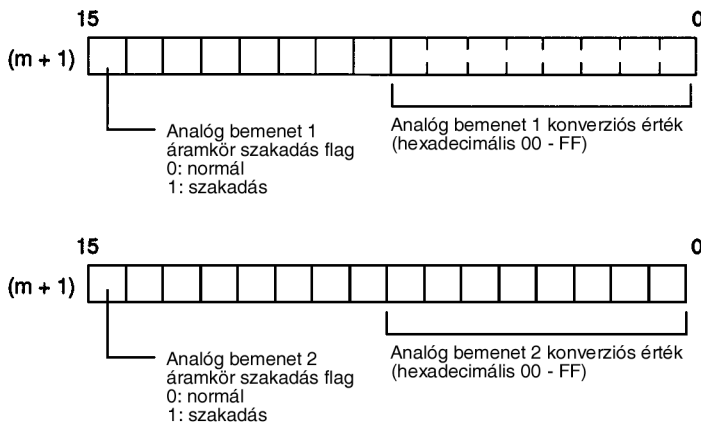 15 0
(m + 1)
Analóg bemenet 1
áramkör szakadás flag
0: normál
1: szakadás
Analóg bemenet 1 konverziós érték
(hexadecimális 00 - FF)
15 0
(m + 1)
Analóg bemenet 2
áramkör szakadás flag
0: normál
1: szakadás
Analóg bemenet 2 konverziós érték
(hexadecimális 00 - FF)